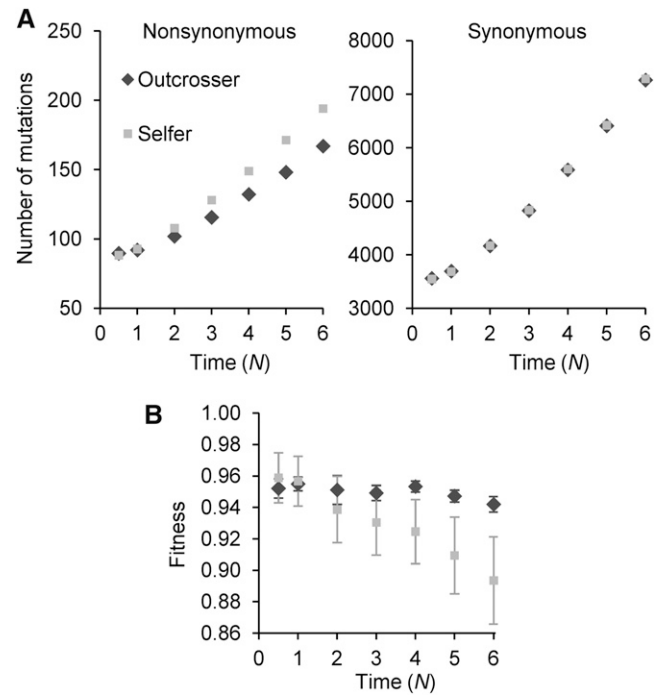 A
Nonsynonymous
Synonymous
Number of mutations
250
200
150
100
50
Outcrosser
Selfer
0 1 2 3 4 5 6
Time (N)
8000
7000
6000
5000
4000
3000
0 1 2 3 4 5 6
Time (N)
B
Fitness
1.00
0.98
0.96
0.94
0.92
0.90
0.88
0.86
0 1 2 3 4 5 6
Time (N)